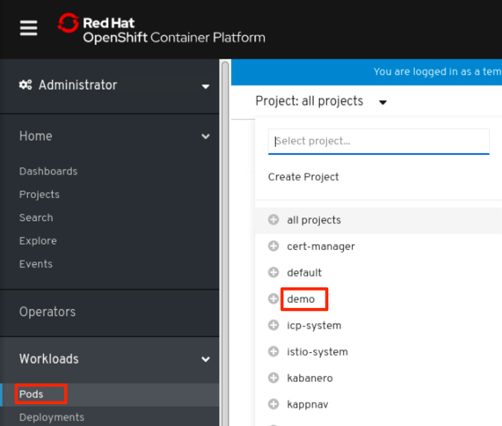 Red Hat
OpenShift Container Platform
Administrator
Home
Dashboards
Projects
Search
Explore
Events
Operators
Workloads
Pods
Deployments
You are logged in as a tem
Project: all projects
Select project...
Create Project
all projects
cert-manager
default
demo
icp-system
istio-system
kabanero
kappnav